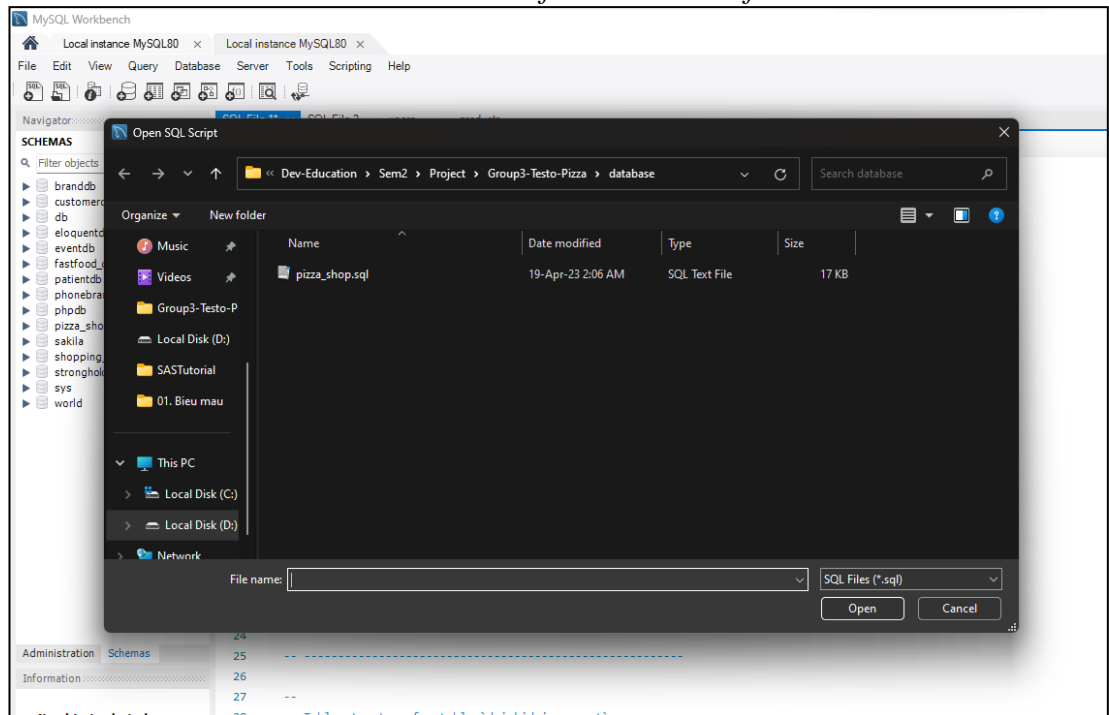 MySQL Workbench
Local instance MySQL80 × Local instance MySQL80 ×
File Edit View Query Database Server Tools Scripting Help
Navigator
SCHEMAS
Filter objects
branddb
db
eventdb
patientdb
phpdb
sakila
sys
world
Open SQL Script
« Dev-Education > Sem2 > Project > Group3-Testo-Pizza > database
Search database
Organize New folder
Name Date modified Type Size
pizza_shop.sql 19-Apr-23 2:06 AM SQL Text File 17 KB
Music
Videos
Group3-Testo-P
Local Disk (D:)
SASTutorial
01. Bieu mau
This PC
Local Disk (C:)
Local Disk (D:)
Network
File name: SQL Files (*.sql)
Open Cancel
24
25 -- --------------------------------------------------------
26
27 --
Administration Schemas
Information